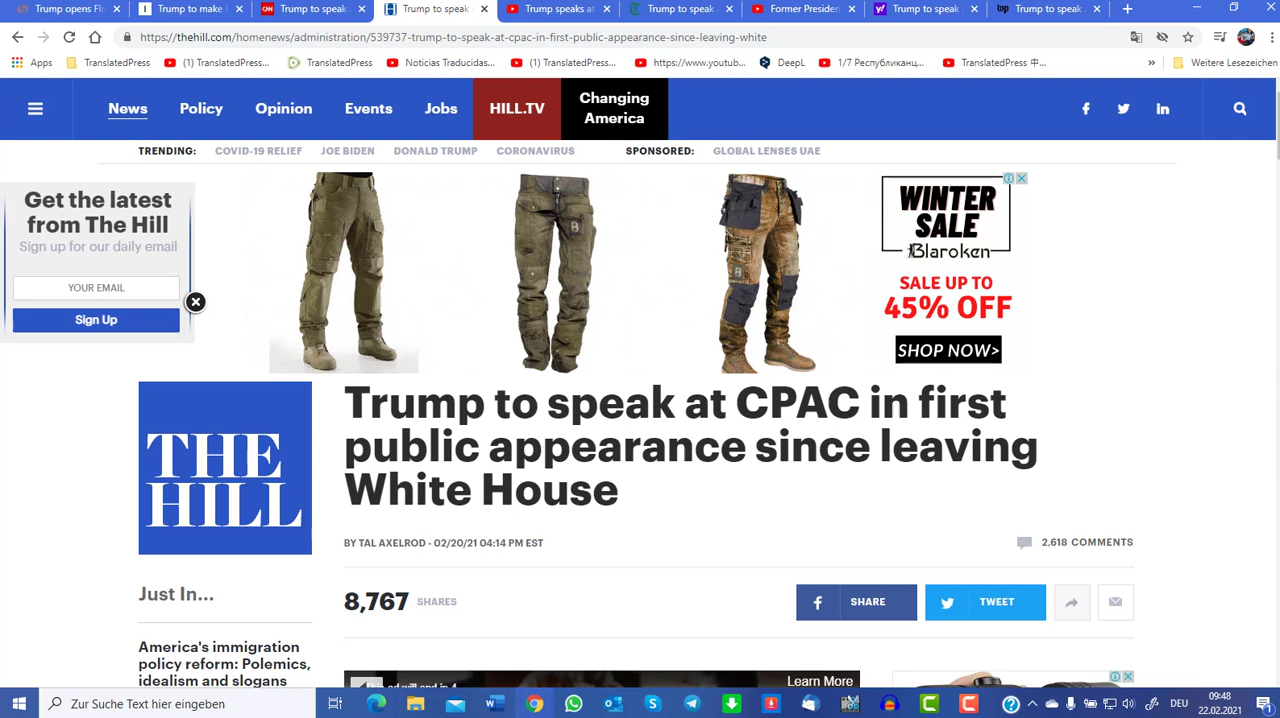 Trump opens Flo
Trump to make
Trump to speak
Trump to speak a
Trump speaks at
Trump to speak
Former Presiden
Trump to speak
Trump to speak
https://thehill.com/homenews/administration/539737-trump-to-speak-at-cpac-in-first-public-appearance-since-leaving-white
Apps
TranslatedPress
(1) TranslatedPress...
TranslatedPress
Noticias Traducidas...
(1) TranslatedPress...
https://www.youtub...
DeepL
1/7 Республиканц...
TranslatedPress 中...
»
Weitere Lesezeichen
News
Policy
Opinion
Events
Jobs
HILL.TV
Changing
America
TRENDING: COVID-19 RELIEF JOE BIDEN DONALD TRUMP CORONAVIRUS SPONSORED: GLOBAL LENSES UAE
Get the latest
from The Hill
Sign up for our daily email
YOUR EMAIL
Sign Up
WINTER
SALE
Blaroken
SALE UP TO
45% OFF
SHOP NOW>
THE
HILL
Trump to speak at CPAC in first
public appearance since leaving
White House
BY TAL AXELROD - 02/20/21 04:14 PM EST
2,618 COMMENTS
8,767 SHARES
SHARE
TWEET
Just In...
America's immigration
policy reform: Polemics,
idealism and slogans
ad will end in 4
Learn More
Zur Suche Text hier eingeben
DEU
09:48
22.02.2021